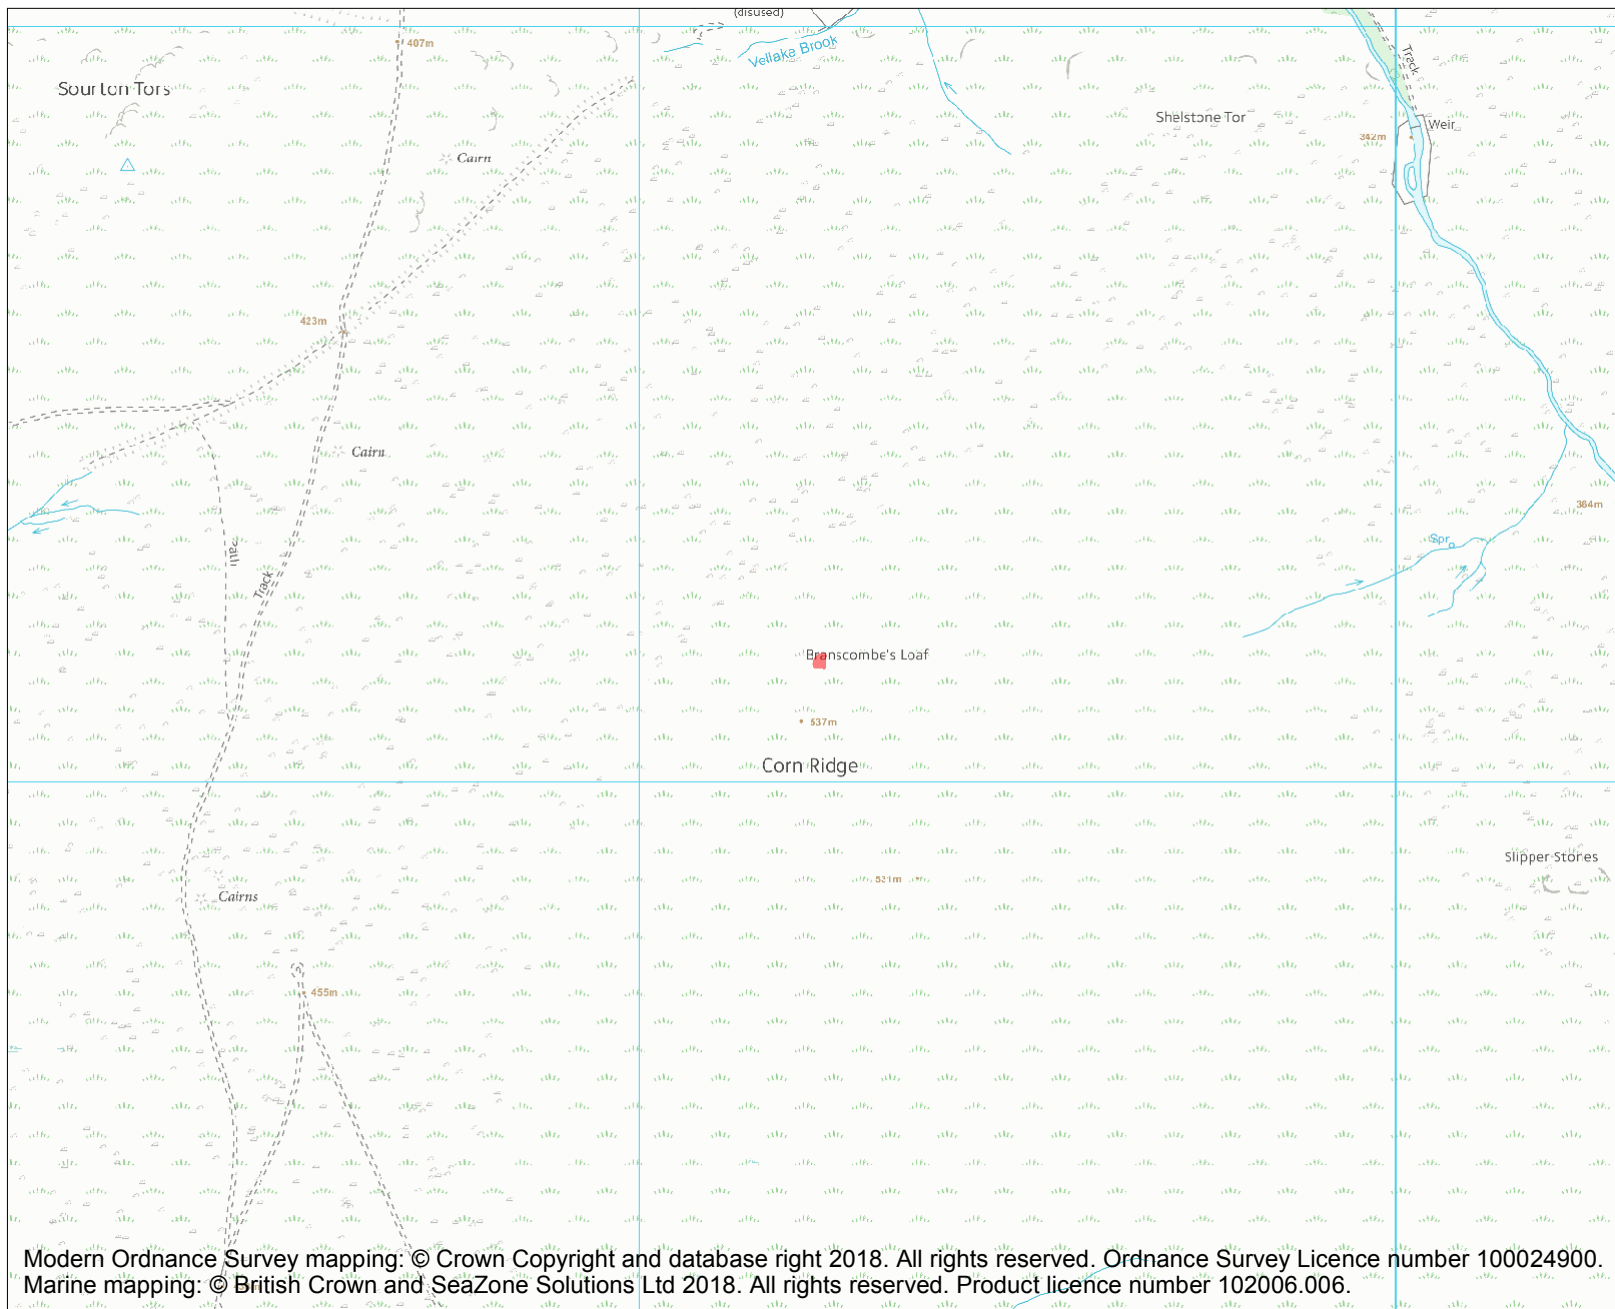 (disused)
407m
Vellake Brook
Track
Sourton Tors
Shelstone Tor
Weir
342m
Cairn
423m
Cairn
364m
Track
Branscombe's Loaf
537m
Corn Ridge
Slipper Stones
531m
Cairns
455m
Modern Ordnance Survey mapping: © Crown Copyright and database right 2018. All rights reserved. Ordnance Survey Licence number 100024900.
Marine mapping: © British Crown and SeaZone Solutions Ltd 2018. All rights reserved. Product licence number 102006.006.